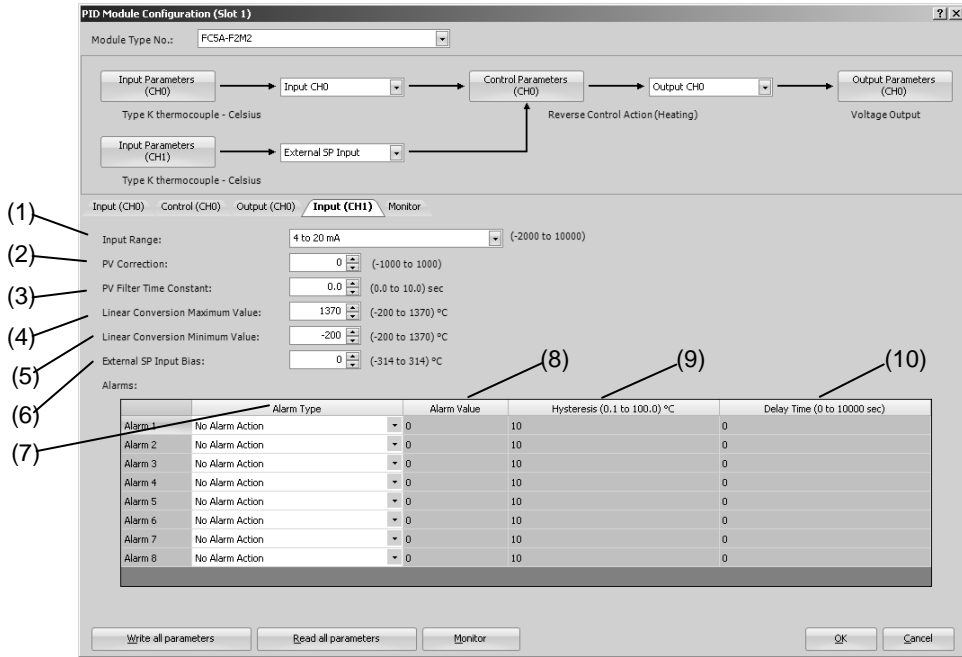 PID Module Configuration (Slot 1)
Module Type No.: FC5A-F2M2
Input Parameters (CH0) Input CH0 Control Parameters (CH0) Output CH0 Output Parameters (CH0)
Type K thermocouple - Celsius Reverse Control Action (Heating) Voltage Output
Input Parameters (CH1) External SP Input
Type K thermocouple - Celsius
Input (CH0) Control (CH0) Output (CH0) Input (CH1) Monitor
(1) Input Range: 4 to 20 mA (-2000 to 10000)
(2) PV Correction: 0 (-1000 to 1000)
(3) PV Filter Time Constant: 0.0 (0.0 to 10.0) sec
(4) Linear Conversion Maximum Value: 1370 (-200 to 1370) °C
(5) Linear Conversion Minimum Value: -200 (-200 to 1370) °C
(6) External SP Input Bias: 0 (-314 to 314) °C
(8) (9) (10)
Alarms:
(7) Alarm Type Alarm Value Hysteresis (0.1 to 100.0) °C Delay Time (0 to 10000 sec)
Alarm 1 No Alarm Action 0 10 0
Alarm 2 No Alarm Action 0 10 0
Alarm 3 No Alarm Action 0 10 0
Alarm 4 No Alarm Action 0 10 0
Alarm 5 No Alarm Action 0 10 0
Alarm 6 No Alarm Action 0 10 0
Alarm 7 No Alarm Action 0 10 0
Alarm 8 No Alarm Action 0 10 0
Write all parameters Read all parameters Monitor OK Cancel